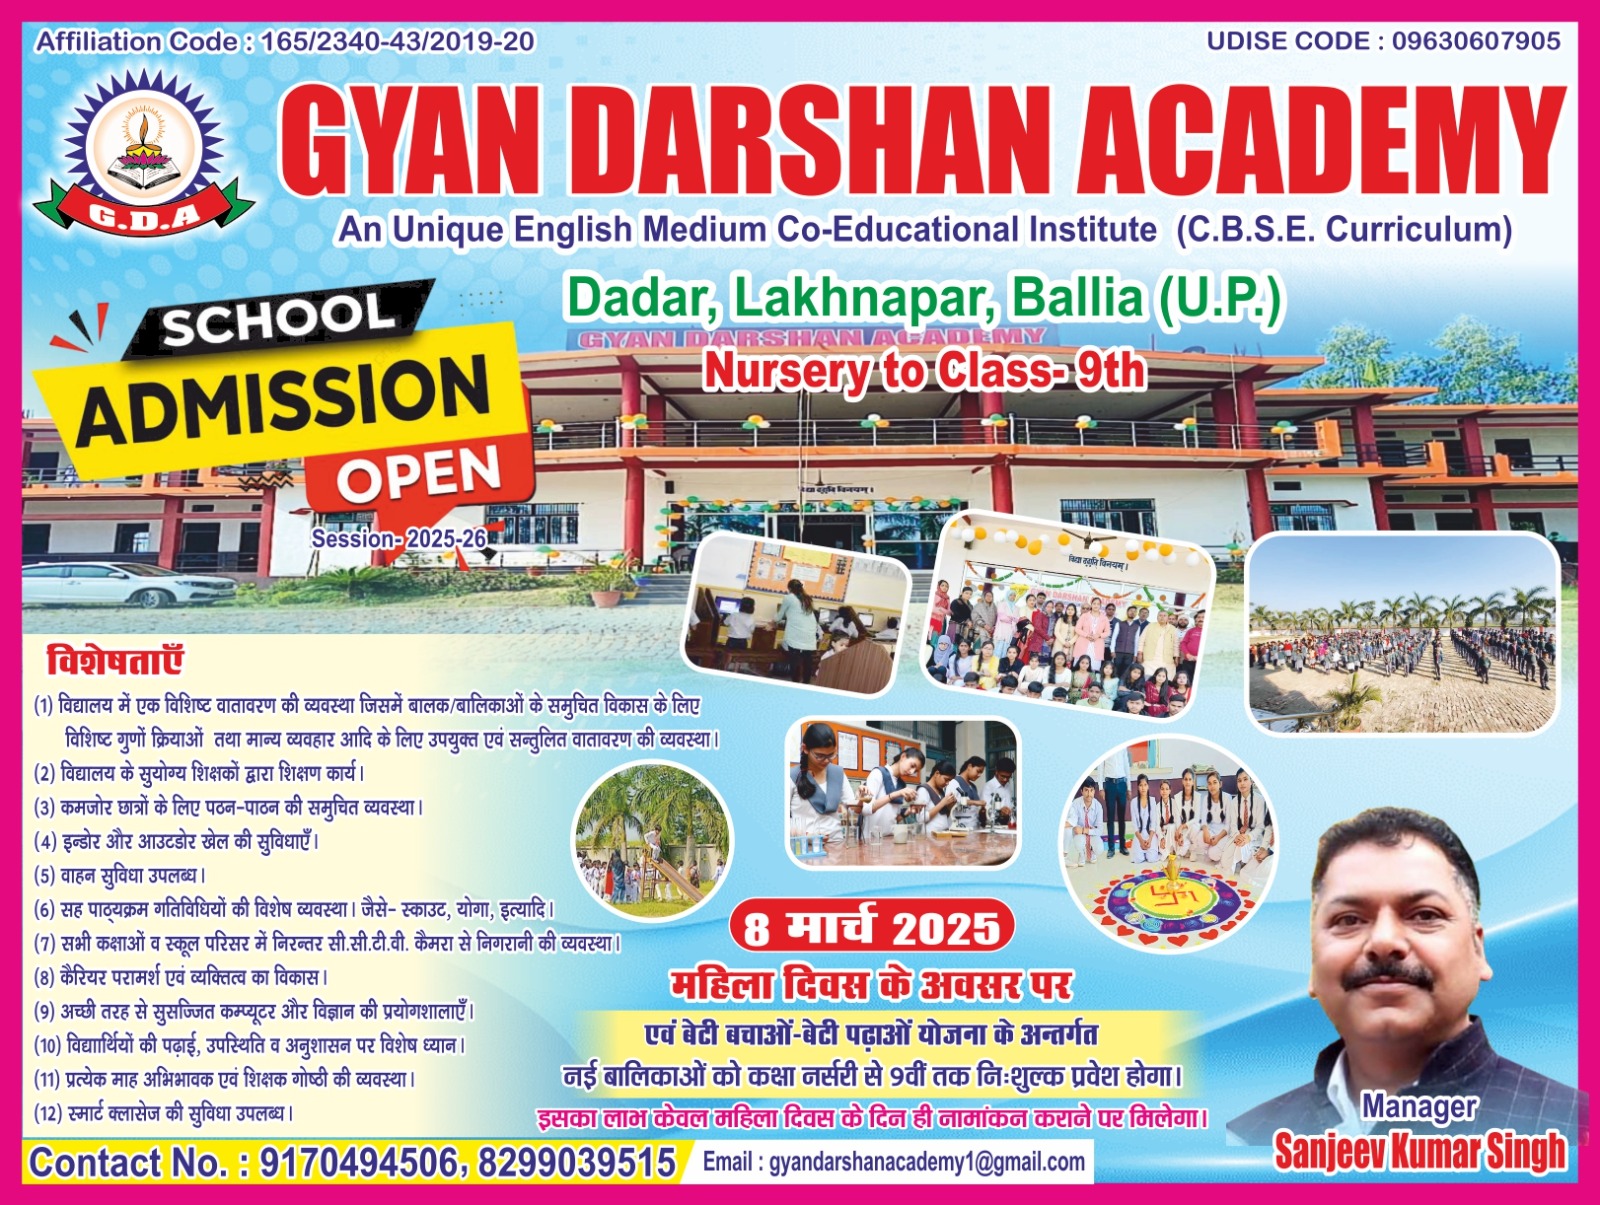 Affiliation Code : 165/2340-43/2019-20
UDISE CODE : 09630607905
GYAN DARSHAN ACADEMY
G.D.A
An Unique English Medium Co-Educational Institute (C.B.S.E. Curriculum)
Dadar, Lakhnapar, Ballia (U.P.)
GYAN DARSHAN ACADEMY
Nursery to Class- 9th
SCHOOL
ADMISSION
OPEN
Session- 2025-26
विशेषताएँ
(1) विद्यालय में एक विशिष्ट वातावरण की व्यवस्था जिसमें बालक/बालिकाओं के समुचित विकास के लिए
विशिष्ट गुणों क्रियाओं तथा मान्य व्यवहार आदि के लिए उपयुक्त एवं सन्तुलित वातावरण की व्यवस्था।
(2) विद्यालय के सुयोग्य शिक्षकों द्वारा शिक्षण कार्य।
(3) कमजोर छात्रों के लिए पठन-पाठन की समुचित व्यवस्था।
(4) इन्डोर और आउटडोर खेल की सुविधाएँ।
(5) वाहन सुविधा उपलब्ध।
(6) सह पाठ्यक्रम गतिविधियों की विशेष व्यवस्था। जैसे- स्काउट, योगा, इत्यादि।
(7) सभी कक्षाओं व स्कूल परिसर में निरन्तर सी.सी.टी.वी. कैमरा से निगरानी की व्यवस्था।
(8) कैरियर परामर्श एवं व्यक्तित्व का विकास।
(9) अच्छी तरह से सुसज्जित कम्प्यूटर और विज्ञान की प्रयोगशालाएँ।
(10) विद्यार्थियों की पढ़ाई, उपस्थिति व अनुशासन पर विशेष ध्यान।
(11) प्रत्येक माह अभिभावक एवं शिक्षक गोष्ठी की व्यवस्था।
(12) स्मार्ट क्लासेज की सुविधा उपलब्ध।
8 मार्च 2025
महिला दिवस के अवसर पर
एवं बेटी बचाओं-बेटी पढ़ाओं योजना के अन्तर्गत
नई बालिकाओं को कक्षा नर्सरी से 9वीं तक निःशुल्क प्रवेश होगा।
इसका लाभ केवल महिला दिवस के दिन ही नामांकन कराने पर मिलेगा।
Manager
Sanjeev Kumar Singh
Contact No. : 9170494506, 8299039515
Email : gyandarshanacademy1@gmail.com